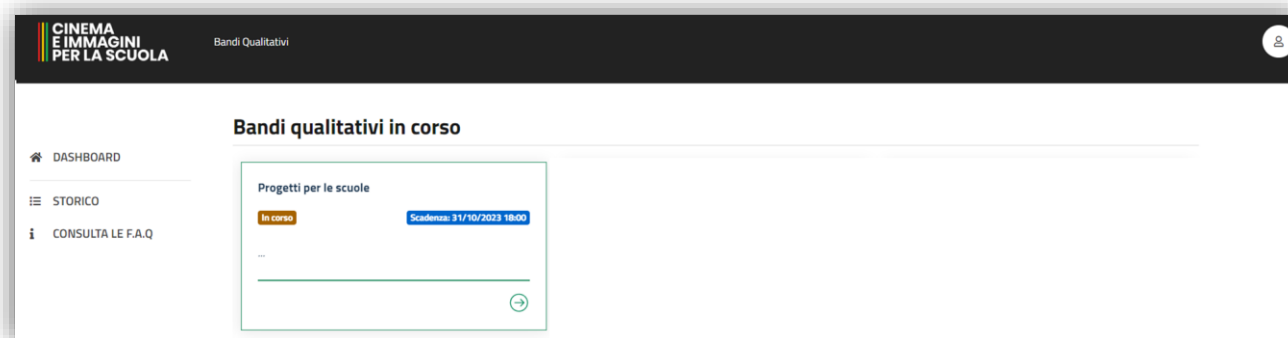 CINEMA
E IMMAGINI
PER LA SCUOLA
Bandi Qualitativi
DASHBOARD
STORICO
CONSULTA LE F.A.Q
Bandi qualitativi in corso
Progetti per le scuole
In corso
Scadenza: 31/10/2023 18:00
...